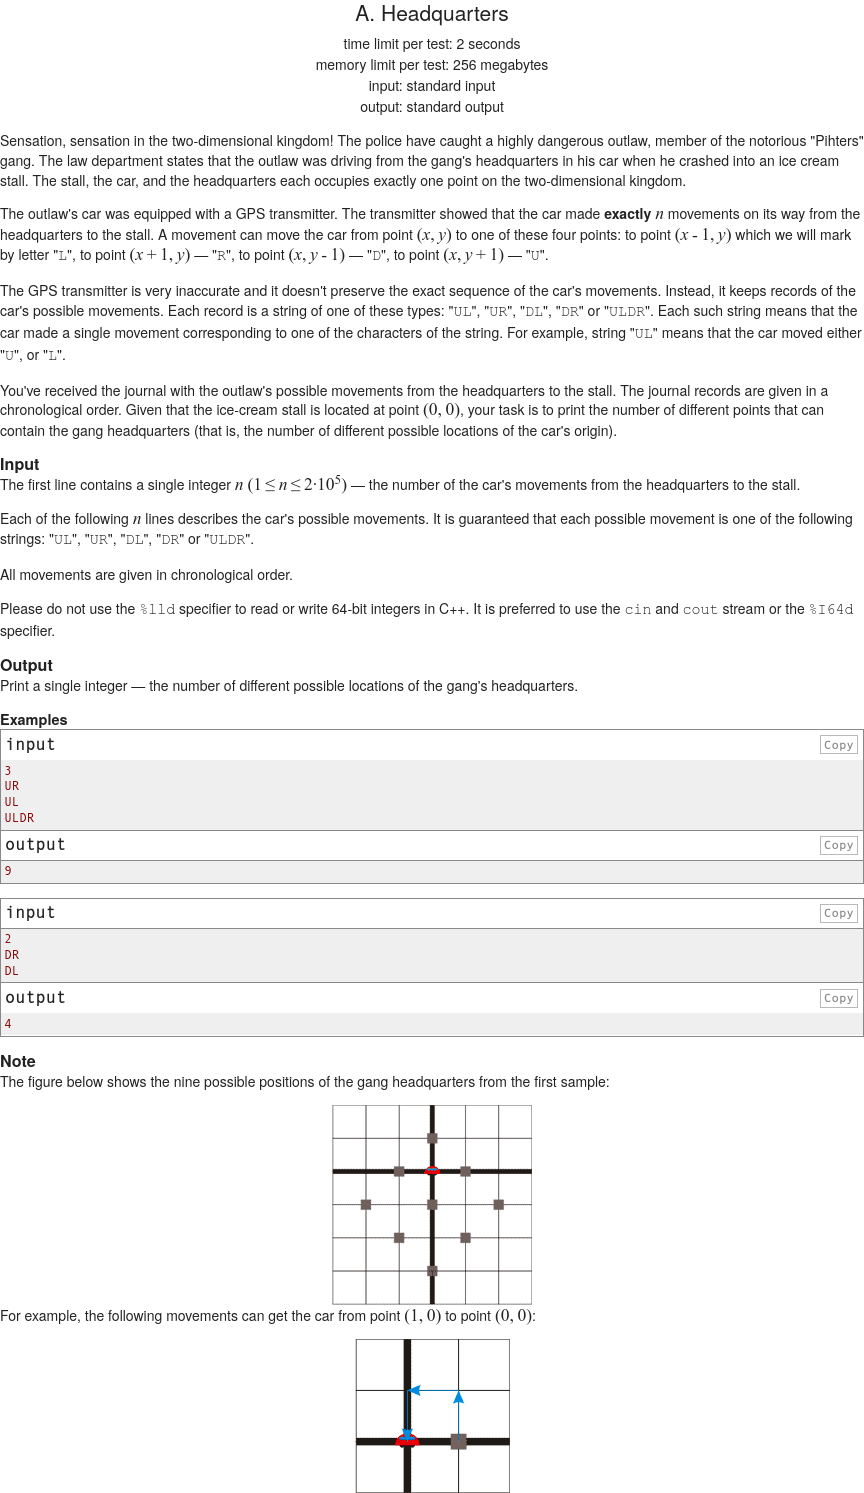 A. Headquarters
time limit per test: 2 seconds
memory limit per test: 256 megabytes
input: standard input
output: standard output
Sensation, sensation in the two-dimensional kingdom! The police have caught a highly dangerous outlaw, member of the notorious "Pihters"
gang. The law department states that the outlaw was driving from the gang's headquarters in his car when he crashed into an ice cream
stall. The stall, the car, and the headquarters each occupies exactly one point on the two-dimensional kingdom.
The outlaw's car was equipped with a GPS transmitter. The transmitter showed that the car made exactly n movements on its way from the
headquarters to the stall. A movement can move the car from point (x, y) to one of these four points: to point (x - 1, y) which we will mark
by letter "L", to point (x + 1, y) — "R", to point (x, y - 1) — "D", to point (x, y + 1) — "U".
The GPS transmitter is very inaccurate and it doesn't preserve the exact sequence of the car's movements. Instead, it keeps records of the
car's possible movements. Each record is a string of one of these types: "UL", "UR", "DL", "DR" or "ULDR". Each such string means that the
car made a single movement corresponding to one of the characters of the string. For example, string "UL" means that the car moved either
"U", or "L".
You've received the journal with the outlaw's possible movements from the headquarters to the stall. The journal records are given in a
chronological order. Given that the ice-cream stall is located at point (0, 0), your task is to print the number of different points that can
contain the gang headquarters (that is, the number of different possible locations of the car's origin).
Input
The first line contains a single integer n (1 ≤ n ≤ 2·10⁵) — the number of the car's movements from the headquarters to the stall.
Each of the following n lines describes the car's possible movements. It is guaranteed that each possible movement is one of the following
strings: "UL", "UR", "DL", "DR" or "ULDR".
All movements are given in chronological order.
Please do not use the %lld specifier to read or write 64-bit integers in C++. It is preferred to use the cin and cout stream or the %I64d
specifier.
Output
Print a single integer — the number of different possible locations of the gang's headquarters.
Examples
input Copy
3
UR
UL
ULDR
output Copy
9
input Copy
2
DR
DL
output Copy
4
Note
The figure below shows the nine possible positions of the gang headquarters from the first sample:
For example, the following movements can get the car from point (1, 0) to point (0, 0):